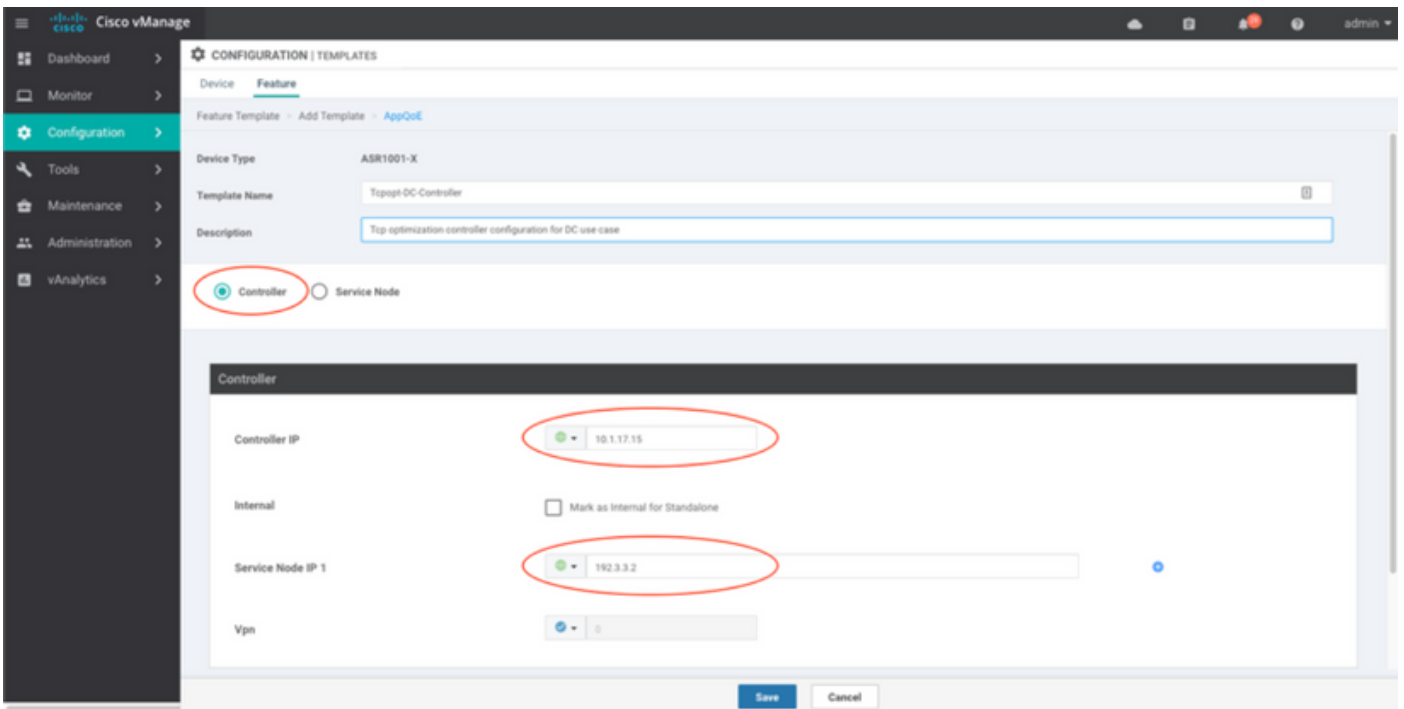 cisco Cisco vManage
admin
Dashboard
Monitor
Configuration
Tools
Maintenance
Administration
vAnalytics
CONFIGURATION | TEMPLATES
Device Feature
Feature Template > Add Template > AppQoE
Device Type ASR1001-X
Template Name Tcpopt-DC-Controller
Description Tcp optimization controller configuration for DC use case
Controller Service Node
Controller
Controller IP 10.1.17.15
Internal Mark as Internal for Standalone
Service Node IP 1 192.3.3.2
Vpn 0
Save Cancel